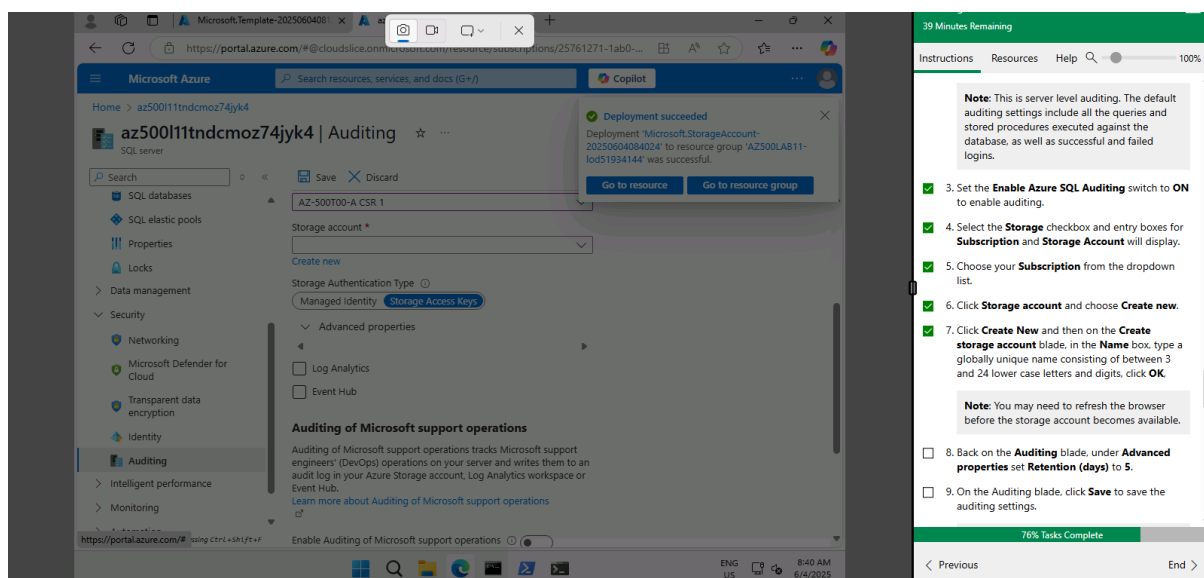 Microsoft.Template-20250604081
az
https://portal.azure.com/#@cloudslice.onmicrosoft.com/resource/subscriptions/25761271-1ab0-...
Microsoft Azure
Search resources, services, and docs (G+/)
Copilot
Home > az500l11tndcmoz74jyk4
az500l11tndcmoz74jyk4 | Auditing
SQL server
Deployment succeeded
Deployment 'Microsoft.StorageAccount-
20250604084024' to resource group 'AZ500LAB11-
lod51934144' was successful.
Go to resource
Go to resource group
Search
Save
Discard
SQL databases
SQL elastic pools
Properties
Locks
Data management
Security
Networking
Microsoft Defender for
Cloud
Transparent data
encryption
Identity
Auditing
Intelligent performance
Monitoring
https://portal.azure.com/#
AZ-500T00-A CSR 1
Storage account *
Create new
Storage Authentication Type
Managed Identity
Storage Access Keys
Advanced properties
Log Analytics
Event Hub
Auditing of Microsoft support operations
Auditing of Microsoft support operations tracks Microsoft support
engineers' (DevOps) operations on your server and writes them to an
audit log in your Azure Storage account, Log Analytics workspace or
Event Hub.
Learn more about Auditing of Microsoft support operations
Enable Auditing of Microsoft support operations
ENG
US
8:40 AM
6/4/2025
39 Minutes Remaining
Instructions
Resources
Help
100%
Note: This is server level auditing. The default
auditing settings include all the queries and
stored procedures executed against the
database, as well as successful and failed
logins.
3. Set the Enable Azure SQL Auditing switch to ON
to enable auditing.
4. Select the Storage checkbox and entry boxes for
Subscription and Storage Account will display.
5. Choose your Subscription from the dropdown
list.
6. Click Storage account and choose Create new.
7. Click Create New and then on the Create
storage account blade, in the Name box, type a
globally unique name consisting of between 3
and 24 lower case letters and digits, click OK,
Note: You may need to refresh the browser
before the storage account becomes available.
8. Back on the Auditing blade, under Advanced
properties set Retention (days) to 5.
9. On the Auditing blade, click Save to save the
auditing settings.
76% Tasks Complete
Previous
End